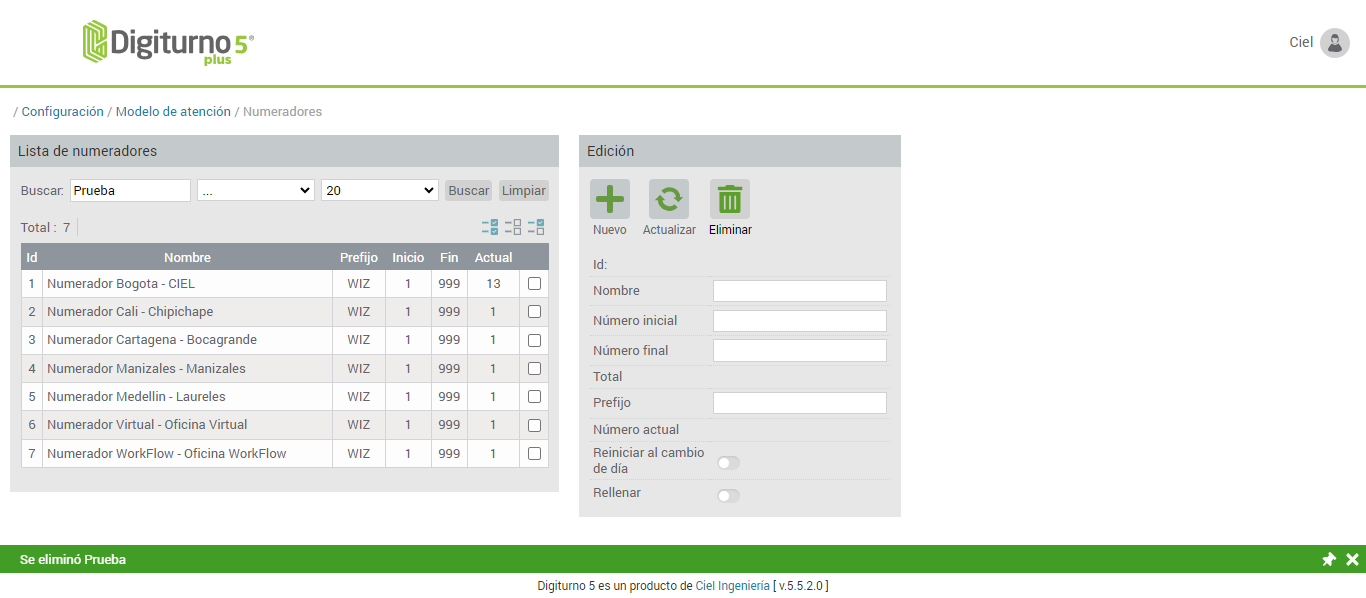 Digiturno 5®
plus
Ciel
/ Configuración / Modelo de atención / Numeradores
Lista de numeradores
Buscar: Prueba ... 20 Buscar Limpiar
Total : 7
Id Nombre Prefijo Inicio Fin Actual
1 Numerador Bogota - CIEL WIZ 1 999 13
2 Numerador Cali - Chipichape WIZ 1 999 1
3 Numerador Cartagena - Bocagrande WIZ 1 999 1
4 Numerador Manizales - Manizales WIZ 1 999 1
5 Numerador Medellin - Laureles WIZ 1 999 1
6 Numerador Virtual - Oficina Virtual WIZ 1 999 1
7 Numerador WorkFlow - Oficina WorkFlow WIZ 1 999 1
Edición
Nuevo Actualizar Eliminar
Id:
Nombre
Número inicial
Número final
Total
Prefijo
Número actual
Reiniciar al cambio
de día
Rellenar
Se eliminó Prueba
Digiturno 5 es un producto de Ciel Ingeniería [ v.5.5.2.0 ]